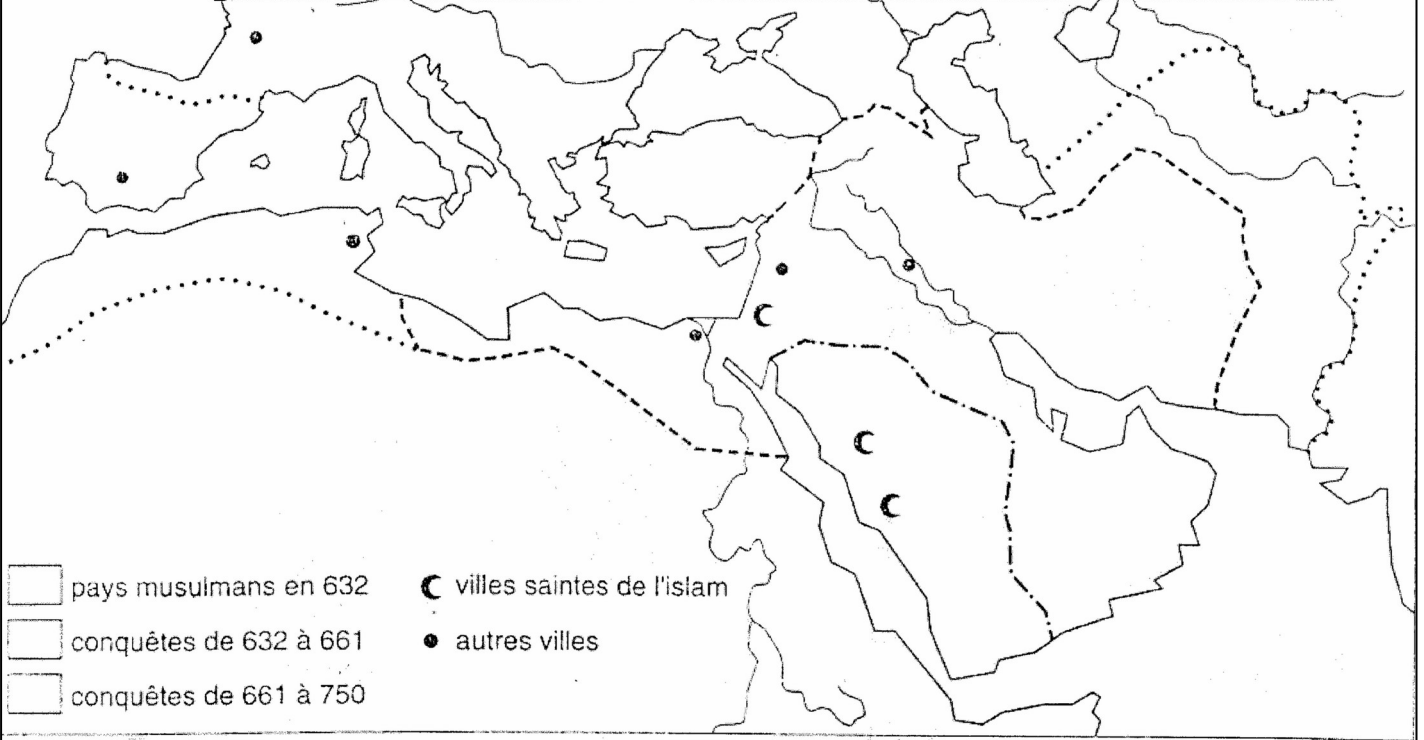 pays musulmans en 632
conquêtes de 632 à 661
conquêtes de 661 à 750
villes saintes de l'islam
autres villes